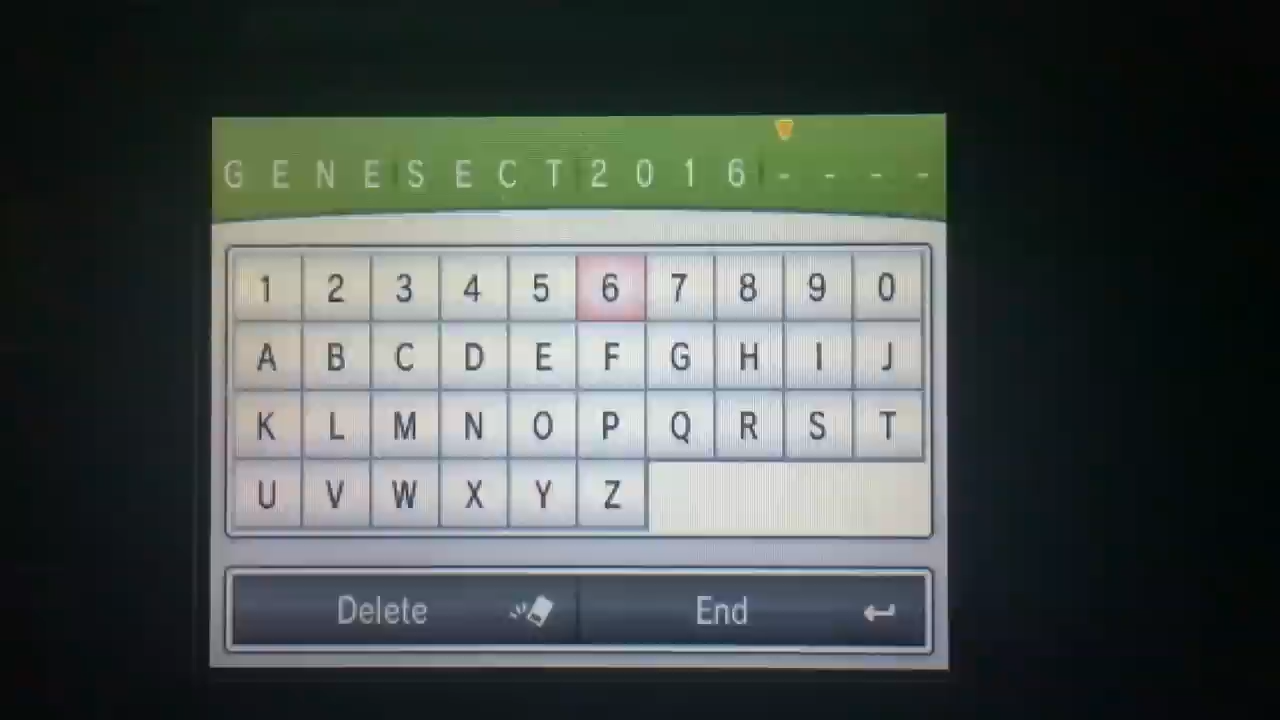 GENESECT2016----
1 2 3 4 5 6 7 8 9 0
A B C D E F G H I J
K L M N O P Q R S T
U V W X Y Z
Delete End